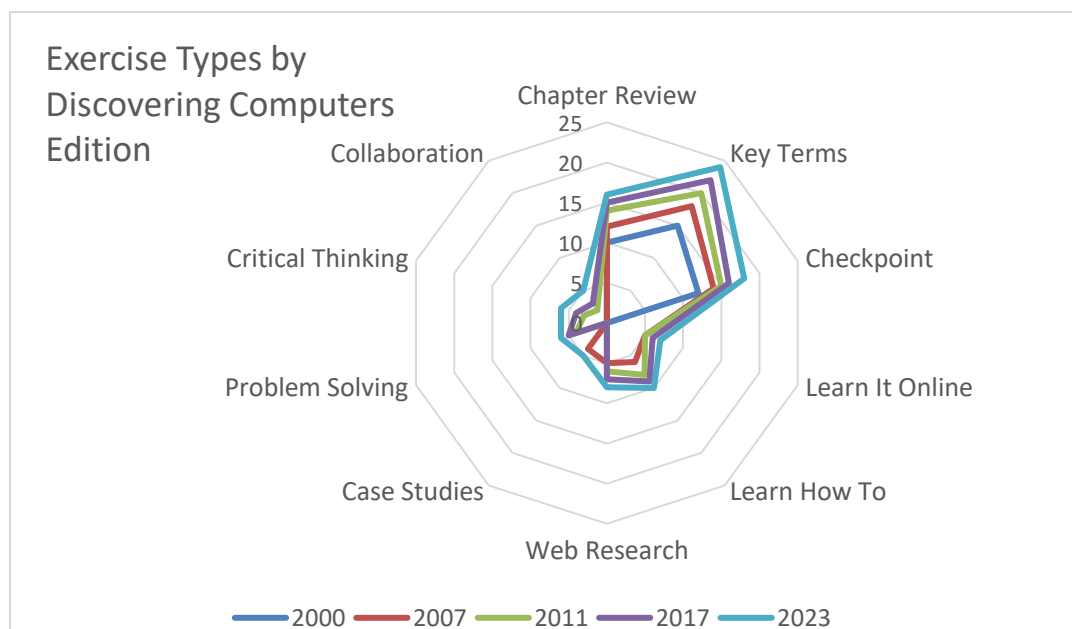 Exercise Types by
Discovering Computers
Edition
Chapter Review
25
20
15
10
5
0
Key Terms
Checkpoint
Learn It Online
Learn How To
Web Research
Case Studies
Problem Solving
Critical Thinking
Collaboration
2000 2007 2011 2017 2023